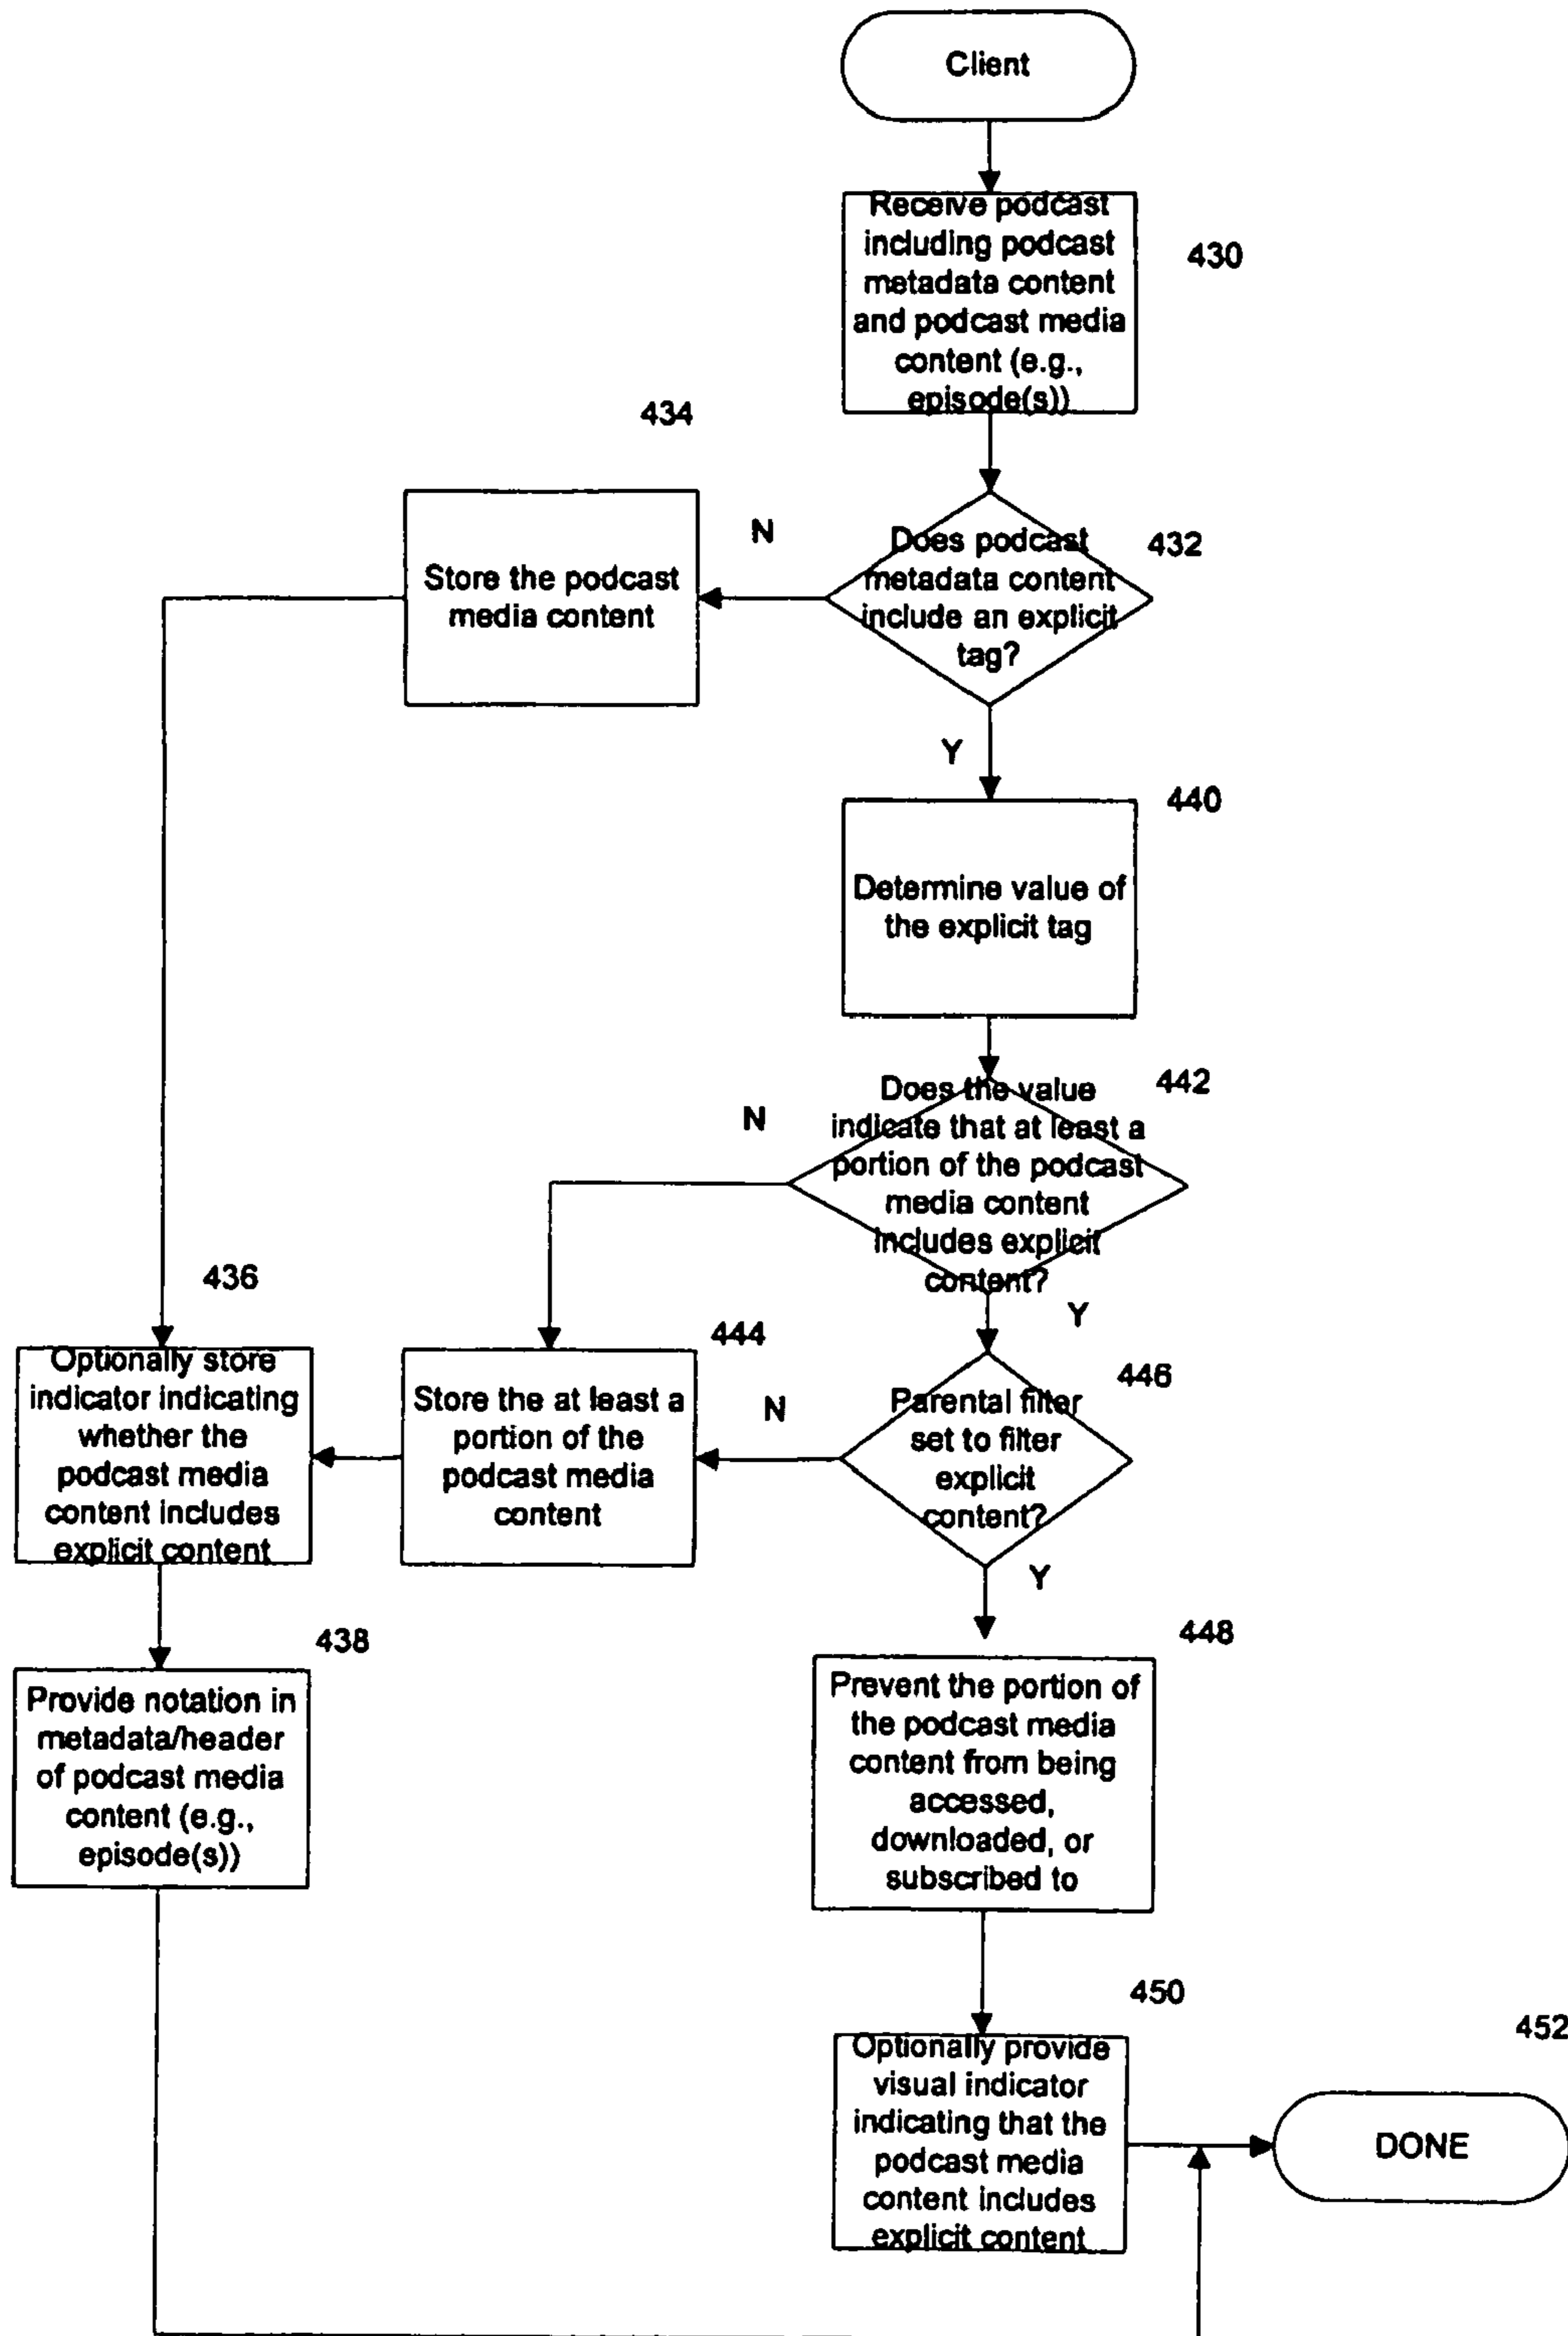 Client
Receive podcast
including podcast
metadata content
and podcast media
content (e.g.,
episode(s))
430
434
Store the podcast
media content
N
Does podcast
metadata content
include an explicit
tag?
432
Y
440
Determine value of
the explicit tag
442
Does the value
indicate that at least a
portion of the podcast
media content
includes explicit
content?
N
Y
436
Optionally store
indicator indicating
whether the
podcast media
content includes
explicit content
444
Store the at least a
portion of the
podcast media
content
N
446
Parental filter
set to filter
explicit
content?
Y
438
Provide notation in
metadata/header
of podcast media
content (e.g.,
episode(s))
448
Prevent the portion of
the podcast media
content from being
accessed,
downloaded, or
subscribed to
450
Optionally provide
visual indicator
indicating that the
podcast media
content includes
explicit content
452
DONE